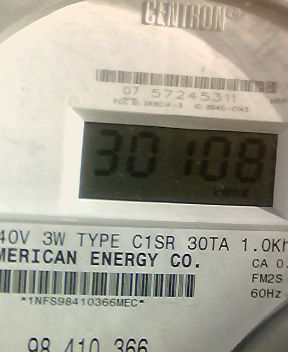 CENTRON®
07 57245311
30108
kWh
40V 3W TYPE C1SR 30TA 1.0Kh
MERICAN ENERGY CO.
CA 0.
FM2S
60Hz
*1NFS98410366MEC*
98 410 366